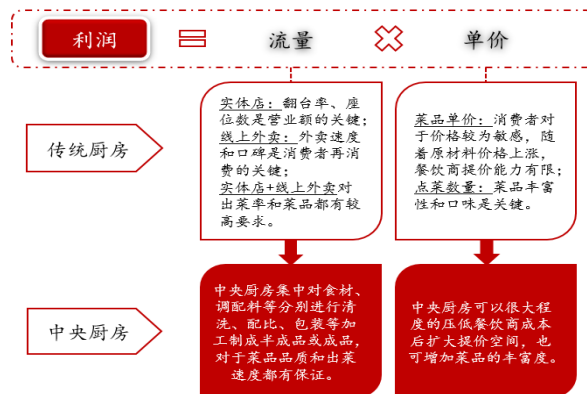 利润 = 流量 × 单价
传统厨房
实体店：翻台率、座
位数是营业额的关键；
线上外卖：外卖速度
和口碑是消费者再消
费的关键；
实体店+线上外卖对
出菜率和菜品都有较
高要求。
菜品单价：消费者对
于价格较为敏感，随
着原材料价格上涨，
餐饮商提价能力有限；
点菜数量：菜品丰富
性和口味是关键。
中央厨房
中央厨房集中对食材、
调配料等分别进行清
洗、配比、包装等加
工制成半成品或成品，
对于菜品品质和出菜
速度都有保证。
中央厨房可以很大程
度的压低餐饮商成本
后扩大提价空间，也
可增加菜品的丰富度。